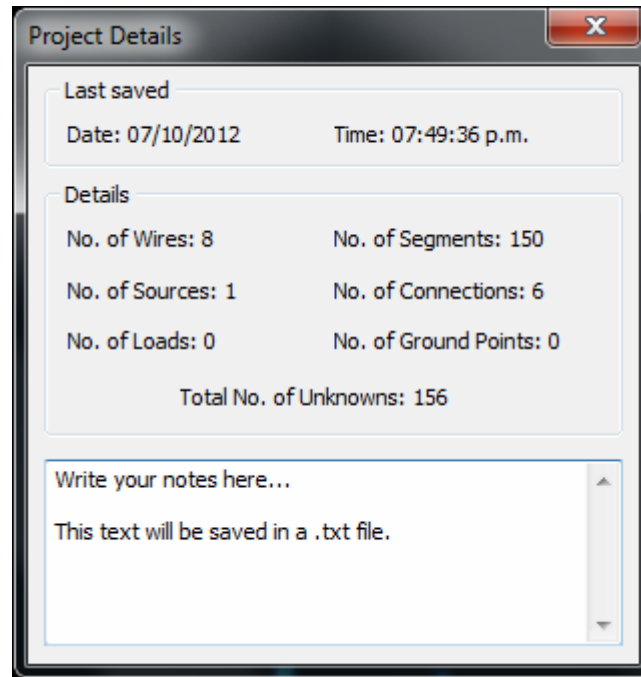 Project Details
Last saved
Date: 07/10/2012 Time: 07:49:36 p.m.
Details
No. of Wires: 8 No. of Segments: 150
No. of Sources: 1 No. of Connections: 6
No. of Loads: 0 No. of Ground Points: 0
Total No. of Unknowns: 156
Write your notes here...
This text will be saved in a .txt file.